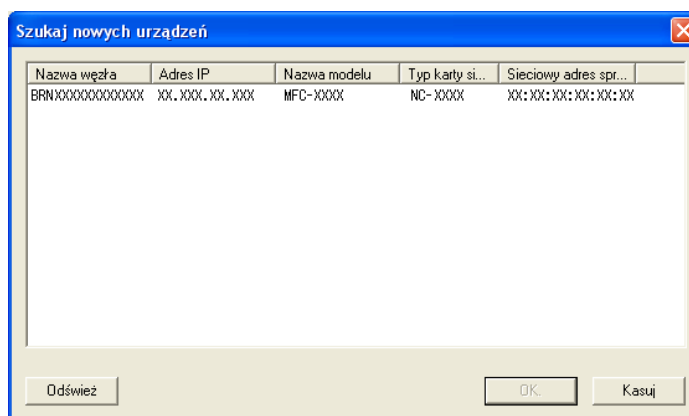 Szukaj nowych urządzeń
Nazwa węzła Adres IP Nazwa modelu Typ karty si... Sieciowy adres spr...
BRNXXXXXXXXXXXX XX.XXX.XX.XXX MFC-XXXX NC-XXXX XX:XX:XX:XX:XX:XX
Odśwież OK Kasuj